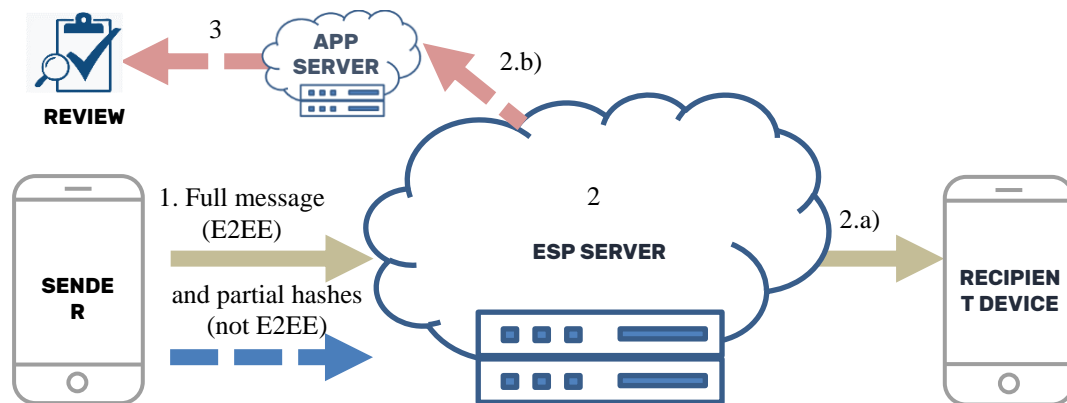 3
APP
SERVER
2.b)
REVIEW
1. Full message
(E2EE)
2
2.a)
ESP SERVER
SENDE
R
and partial hashes
(not E2EE)
RECIPIEN
T DEVICE